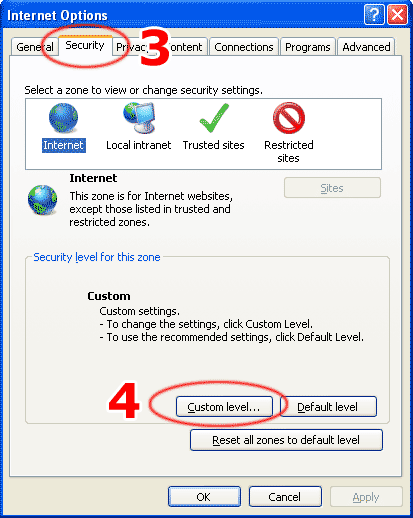 Internet Options
General Security Privacy Content Connections Programs Advanced
3
Select a zone to view or change security settings.
Internet Local intranet Trusted sites Restricted
sites
Internet
Sites
This zone is for Internet websites,
except those listed in trusted and
restricted zones.
Security level for this zone
Custom
Custom settings.
- To change the settings, click Custom Level.
- To use the recommended settings, click Default Level.
4
Custom level... Default level
Reset all zones to default level
OK Cancel Apply